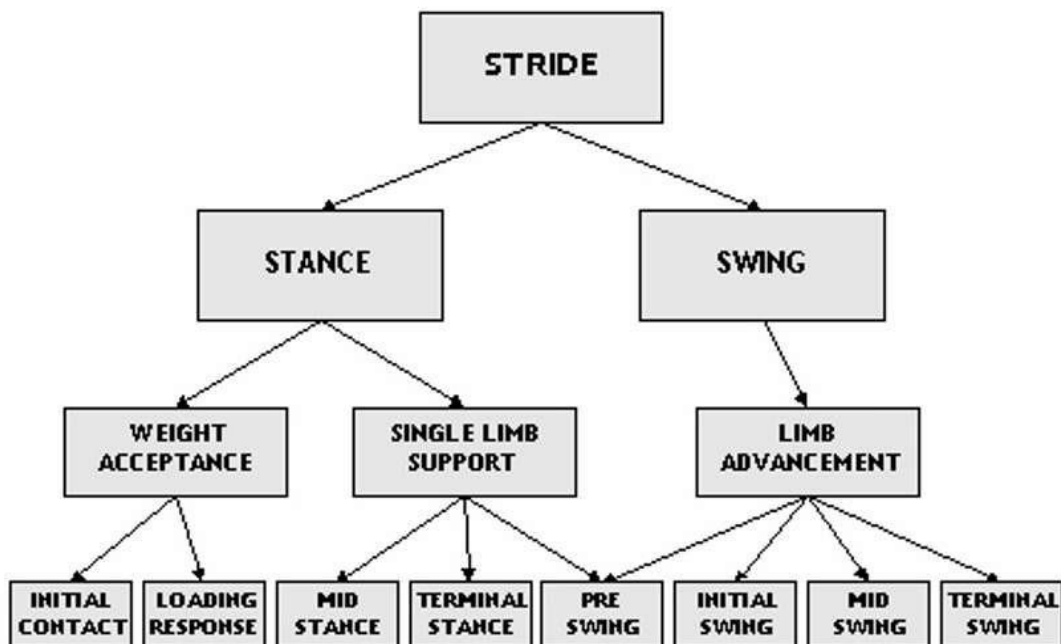 STRIDE
STANCE
SWING
WEIGHT
ACCEPTANCE
SINGLE LIMB
SUPPORT
LIMB
ADVANCEMENT
INITIAL
CONTACT
LOADING
RESPONSE
MID
STANCE
TERMINAL
STANCE
PRE
SWING
INITIAL
SWING
MID
SWING
TERMINAL
SWING